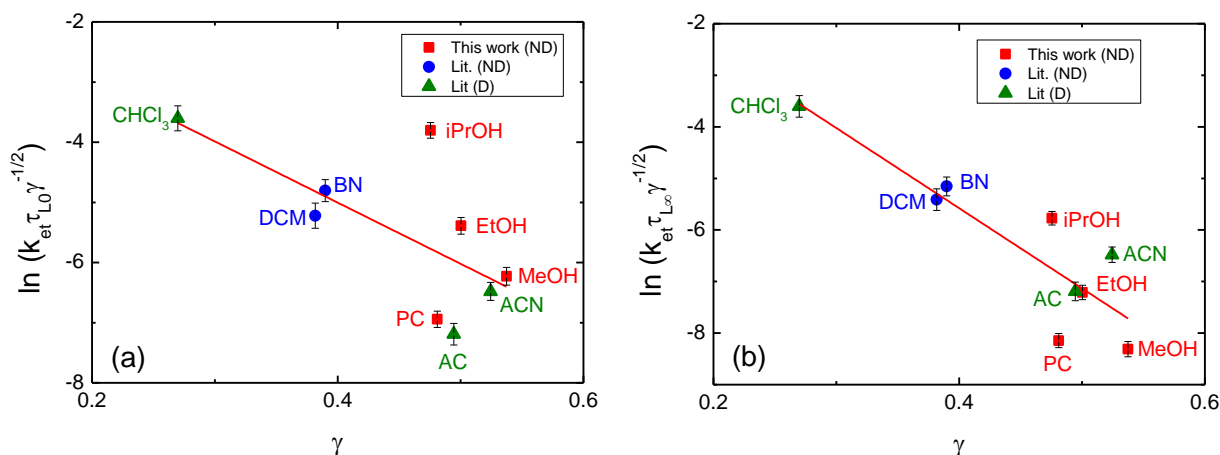 -2
This work (ND)
Lit. (ND)
Lit (D)
CHCl₃
iPrOH
-4
BN
DCM
EtOH
-6
MeOH
ACN
PC
AC
(a)
-8
0.2 0.4 0.6
γ
ln (k_et τ_L0 γ^-1/2)
-2
This work (ND)
Lit. (ND)
Lit (D)
CHCl₃
-4
BN
DCM
iPrOH
-6
ACN
AC
EtOH
-8
PC
MeOH
(b)
0.2 0.4 0.6
γ
ln (k_et τ_L∞ γ^-1/2)